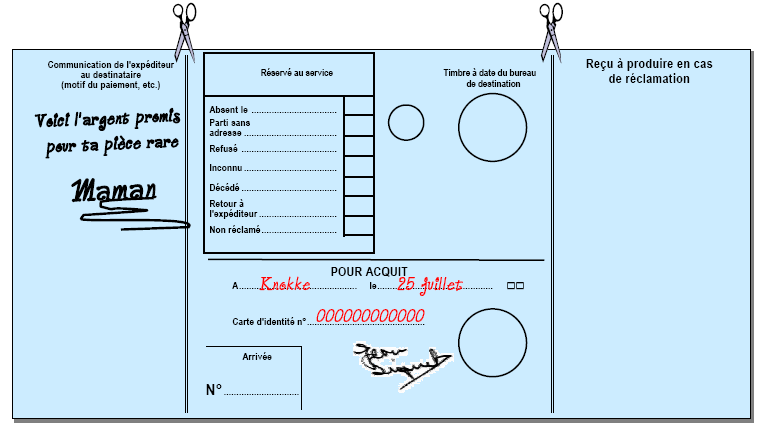 Communication de l'expéditeur
au destinataire
(motif du paiement, etc.)
Voici l'argent promis
pour ta pièce rare
Maman
Réservé au service
Absent le
Parti sans
adresse
Refusé
Inconnu
Décédé
Retour à
l'expéditeur
Non réclamé
Timbre à date du bureau
de destination
POUR ACQUIT
A Knokke le 25 Juillet
Carte d'identité n° 000000000000
Arrivée
N°
Reçu à produire en cas
de réclamation